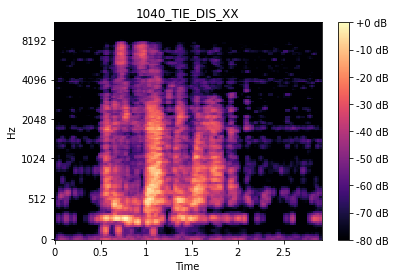 1040_TIE_DIS_XX
8192
4096
2048
1024
512
0
Hz
0 0.5 1 1.5 2 2.5
Time
+0 dB
-10 dB
-20 dB
-30 dB
-40 dB
-50 dB
-60 dB
-70 dB
-80 dB